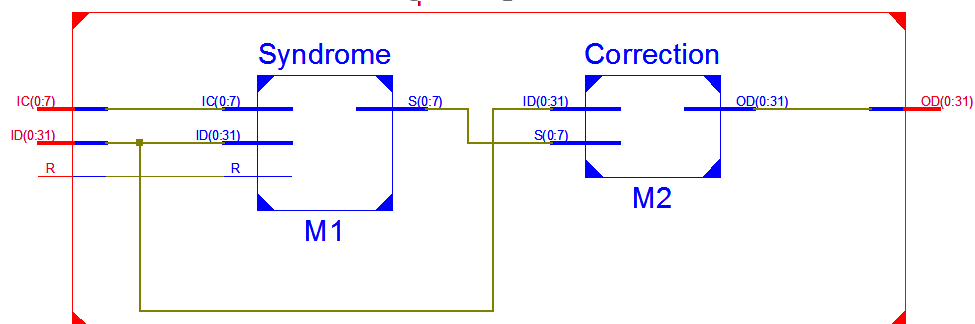 Syndrome
Correction
IC(0:7)
IC(0:7)
S(0:7)
ID(0:31)
OD(0:31)
OD(0:31)
ID(0:31)
ID(0:31)
S(0:7)
R
R
M1
M2